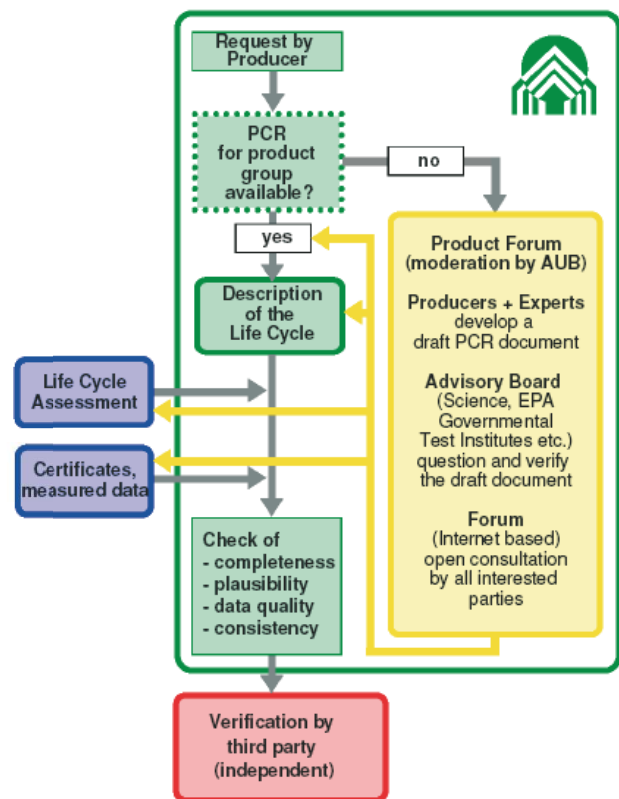 Request by
Producer
PCR
for product
group
available?
no
yes
Product Forum
(moderation by AUB)
Producers + Experts
develop a
draft PCR document
Advisory Board
(Science, EPA
Governmental
Test Institutes etc.)
question and verify
the draft document
Forum
(Internet based)
open consultation
by all interested
parties
Description
of the
Life Cycle
Life Cycle
Assessment
Certificates,
measured data
Check of
- completeness
- plausibility
- data quality
- consistency
Verification by
third party
(independent)